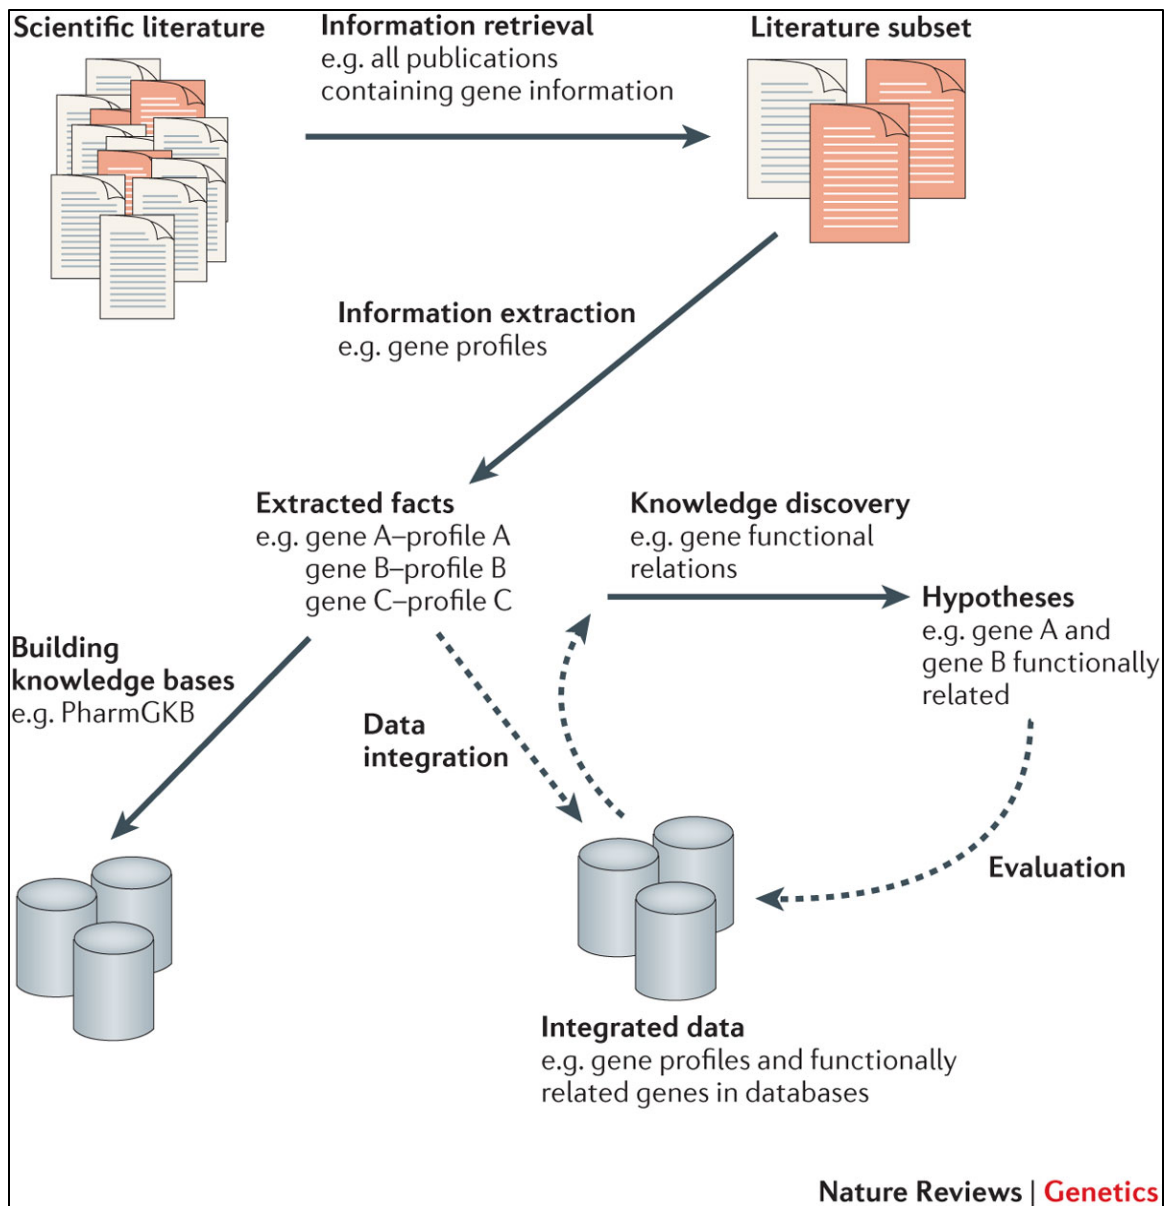 Scientific literature
Information retrieval
e.g. all publications
containing gene information
Literature subset
Information extraction
e.g. gene profiles
Extracted facts
e.g. gene A–profile A
gene B–profile B
gene C–profile C
Knowledge discovery
e.g. gene functional
relations
Hypotheses
e.g. gene A and
gene B functionally
related
Building
knowledge bases
e.g. PharmGKB
Data
integration
Evaluation
Integrated data
e.g. gene profiles and functionally
related genes in databases
Nature Reviews | Genetics